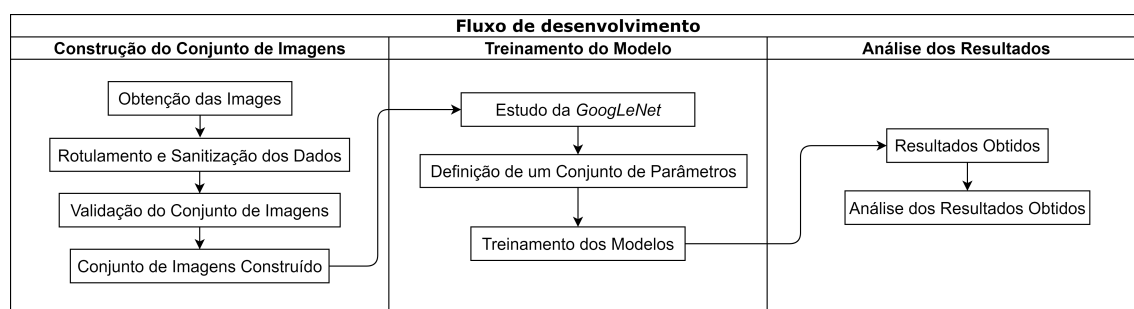 Fluxo de desenvolvimento
Construção do Conjunto de Imagens
Treinamento do Modelo
Análise dos Resultados
Obtenção das Images
Rotulamento e Sanitização dos Dados
Validação do Conjunto de Imagens
Conjunto de Imagens Construído
Estudo da GoogLeNet
Definição de um Conjunto de Parâmetros
Treinamento dos Modelos
Resultados Obtidos
Análise dos Resultados Obtidos